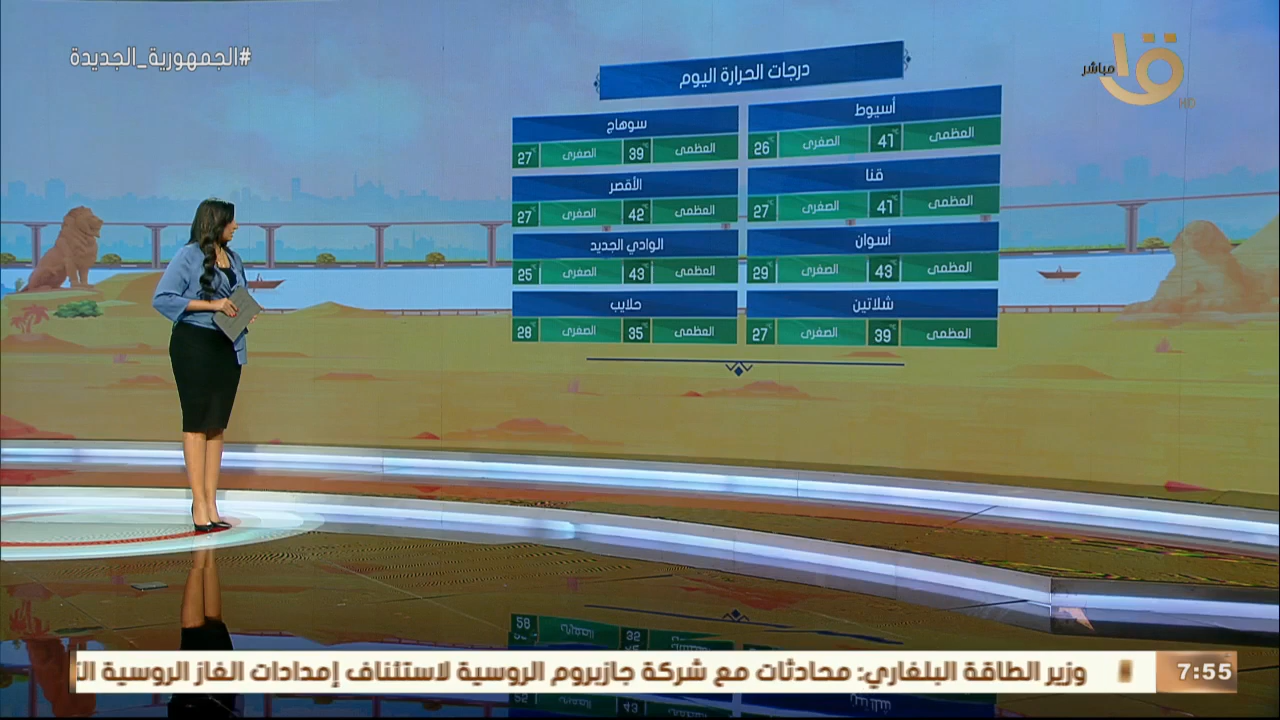 #الجمهورية_الجديدة
مباشر
HD
درجات الحرارة اليوم
أسيوط
العظمى 41 الصغرى 26
سوهاج
العظمى 39 الصغرى 27
قنا
العظمى 41 الصغرى 27
الأقصر
العظمى 42 الصغرى 27
أسوان
العظمى 43 الصغرى 29
الوادي الجديد
العظمى 43 الصغرى 25
شلاتين
العظمى 39 الصغرى 27
حلايب
العظمى 35 الصغرى 28
7:55 وزير الطاقة البلغاري: محادثات مع شركة جازبروم الروسية لاستئناف إمدادات الغاز الروسية